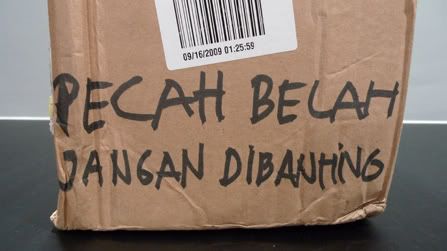 09/16/2009 01:25:59
PECAH BELAH
JANGAN DIBANTING